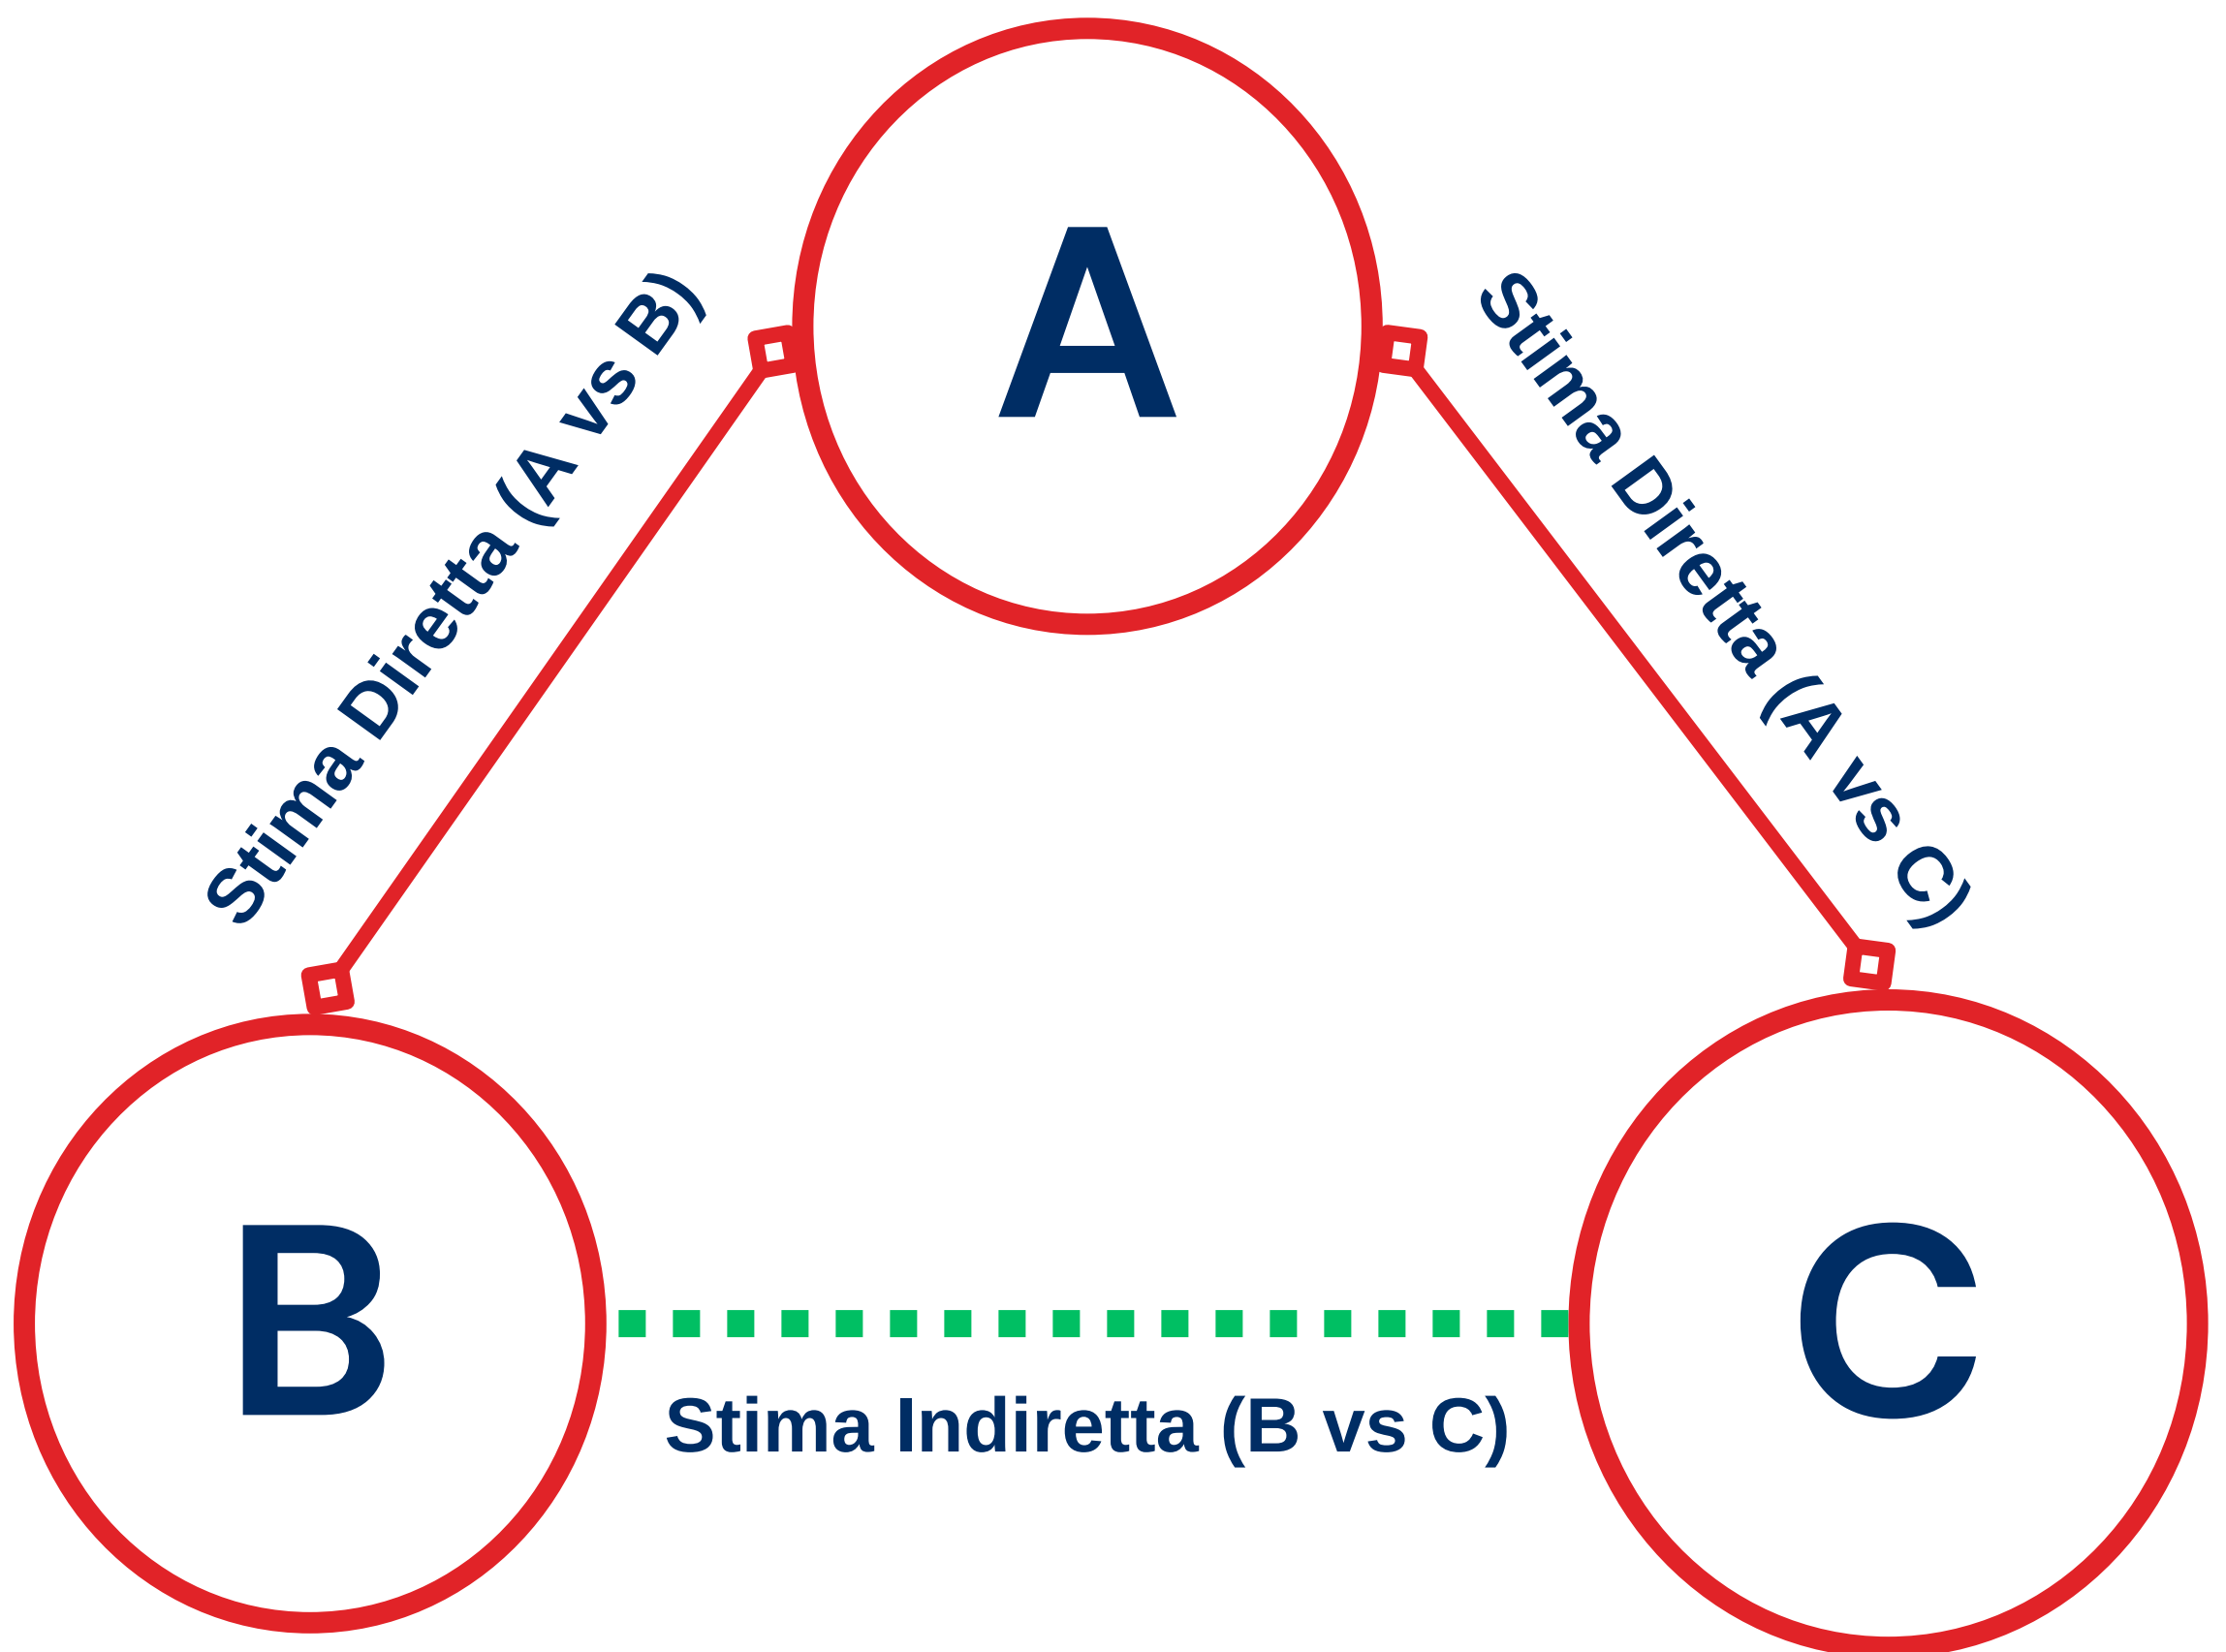 A
Stima Diretta (A vs B)
Stima Diretta (A vs C)
B
C
Stima Indiretta (B vs C)